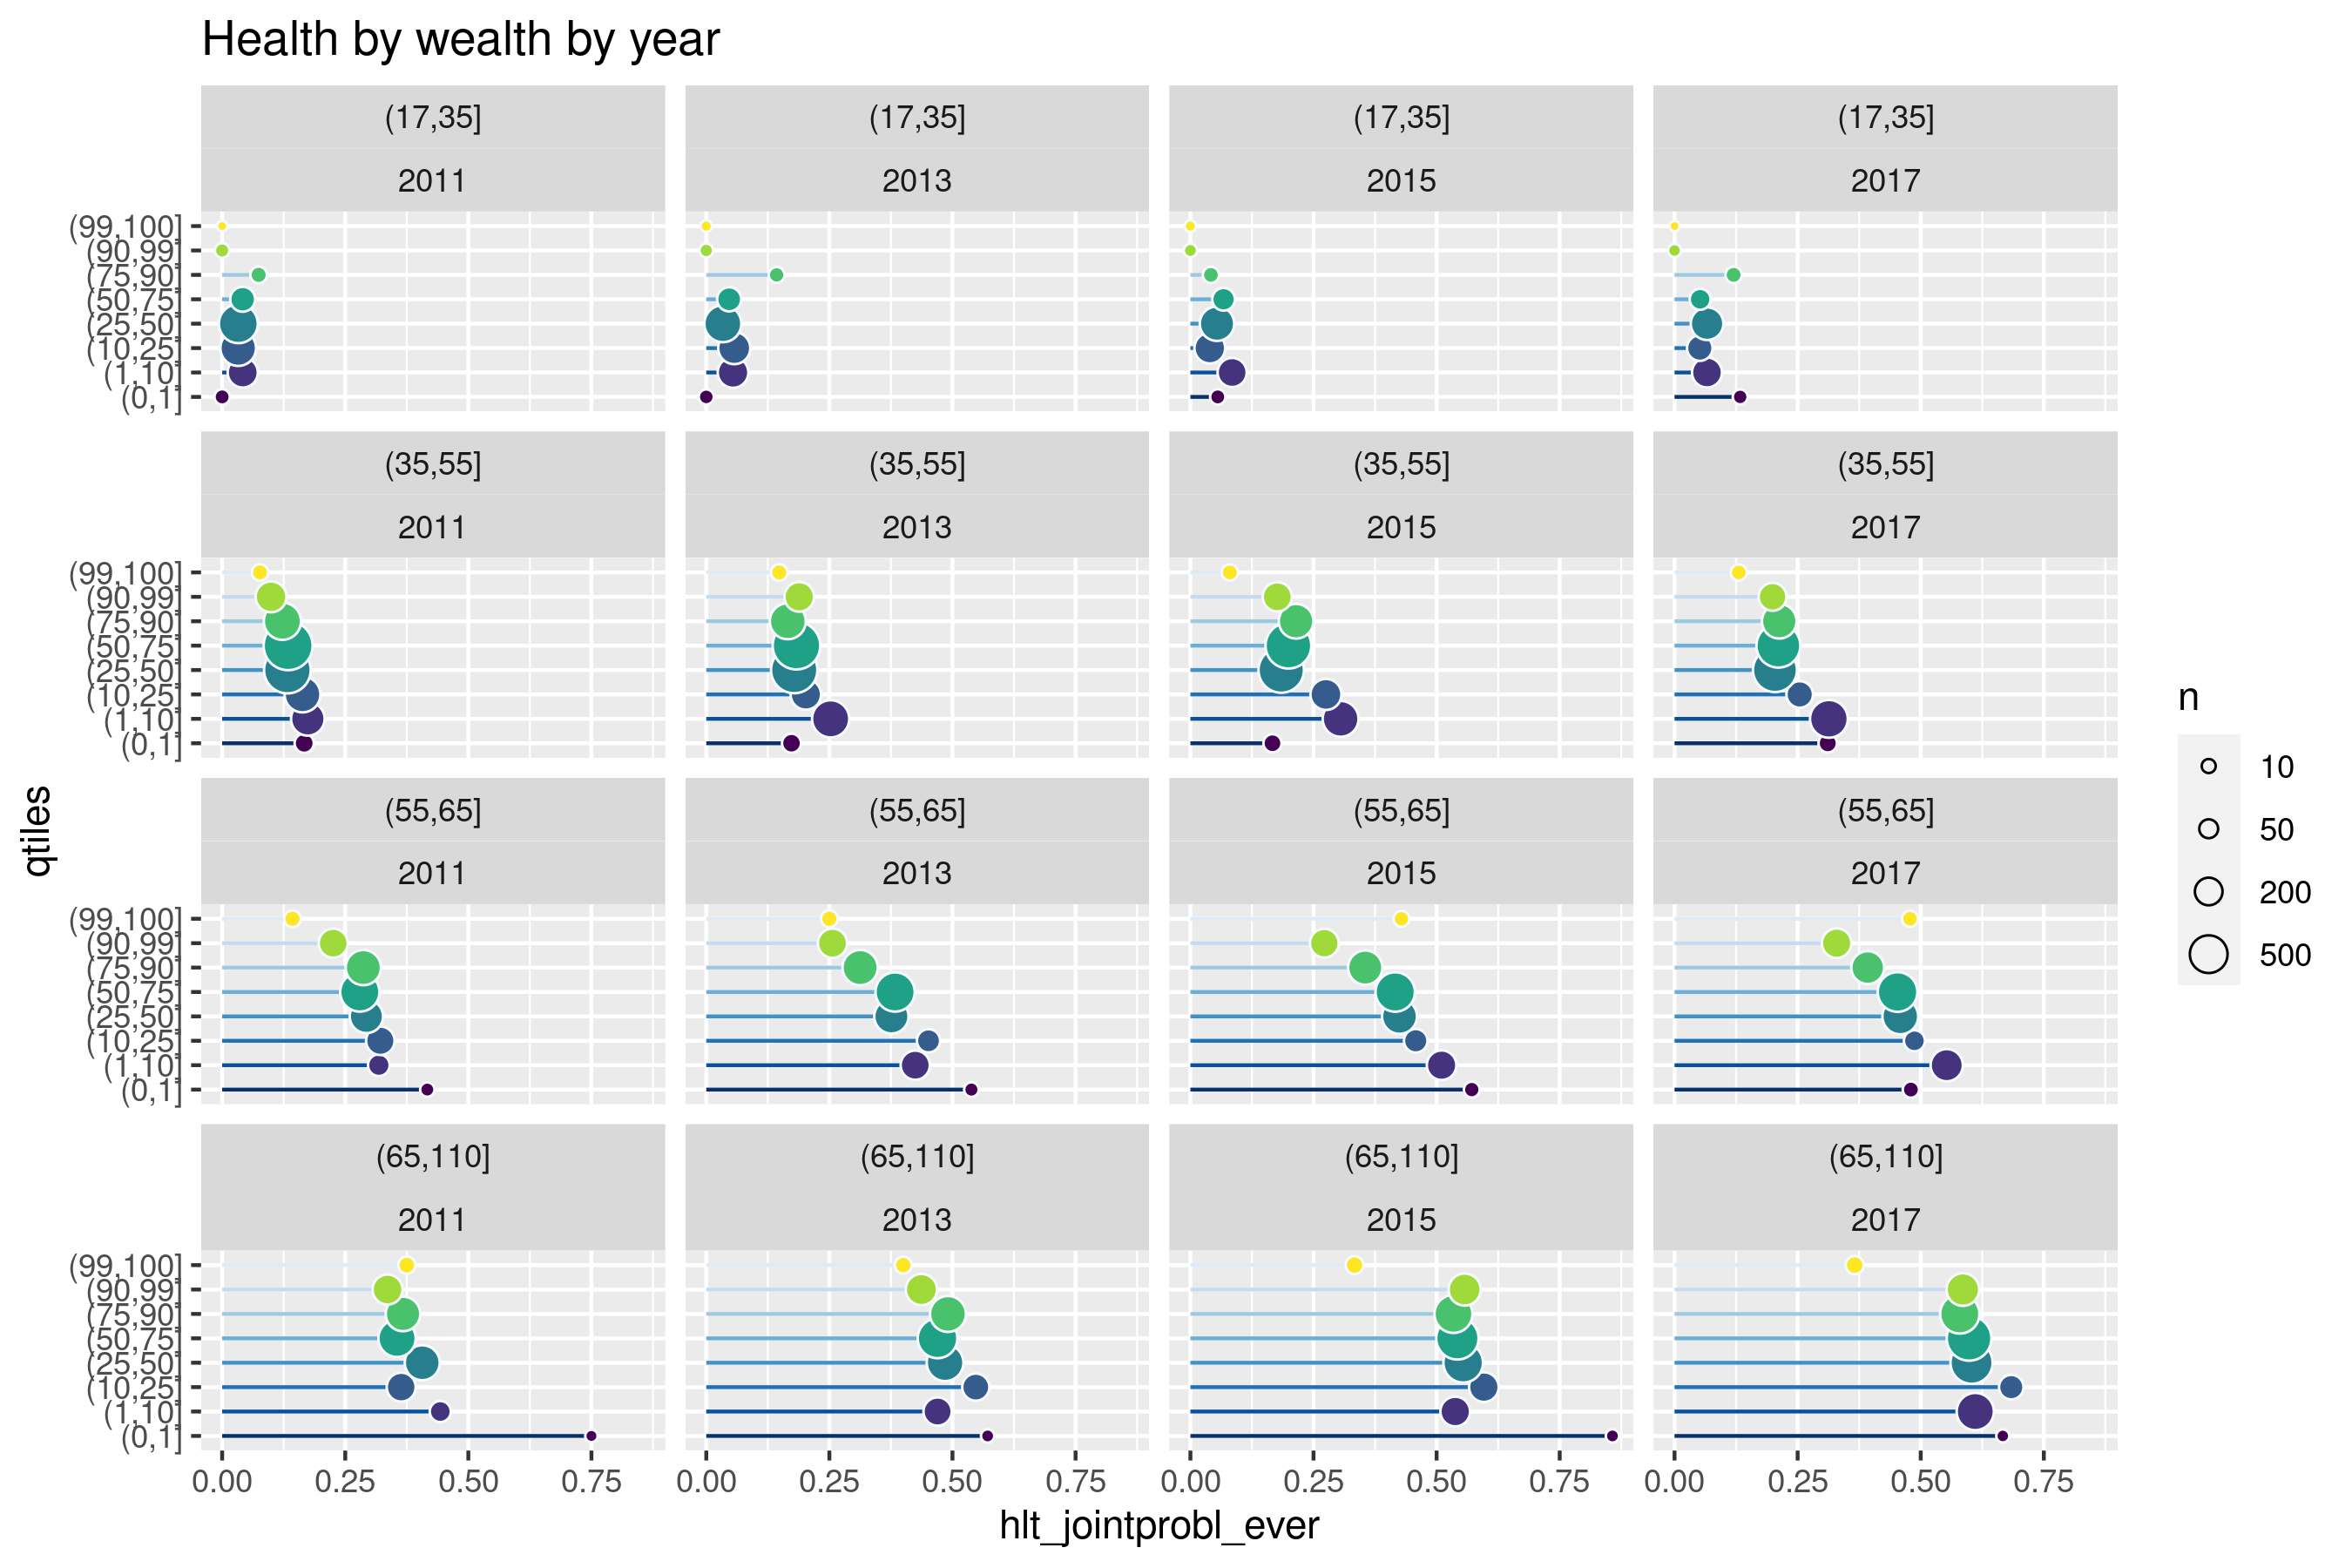 Health by wealth by year
(17,35] (17,35] (17,35] (17,35]
2011 2013 2015 2017
(99,100]
(90,99]
(75,90]
(50,75]
(25,50]
(10,25]
(1,10]
(0,1]
(35,55] (35,55] (35,55] (35,55]
2011 2013 2015 2017
(99,100]
(90,99]
(75,90]
(50,75]
(25,50]
(10,25]
(1,10]
(0,1]
(55,65] (55,65] (55,65] (55,65]
2011 2013 2015 2017
(99,100]
(90,99]
(75,90]
(50,75]
(25,50]
(10,25]
(1,10]
(0,1]
(65,110] (65,110] (65,110] (65,110]
2011 2013 2015 2017
(99,100]
(90,99]
(75,90]
(50,75]
(25,50]
(10,25]
(1,10]
(0,1]
0.00 0.25 0.50 0.75 0.00 0.25 0.50 0.75 0.00 0.25 0.50 0.75 0.00 0.25 0.50 0.75
hlt_jointprobl_ever
qtiles
n
10
50
200
500